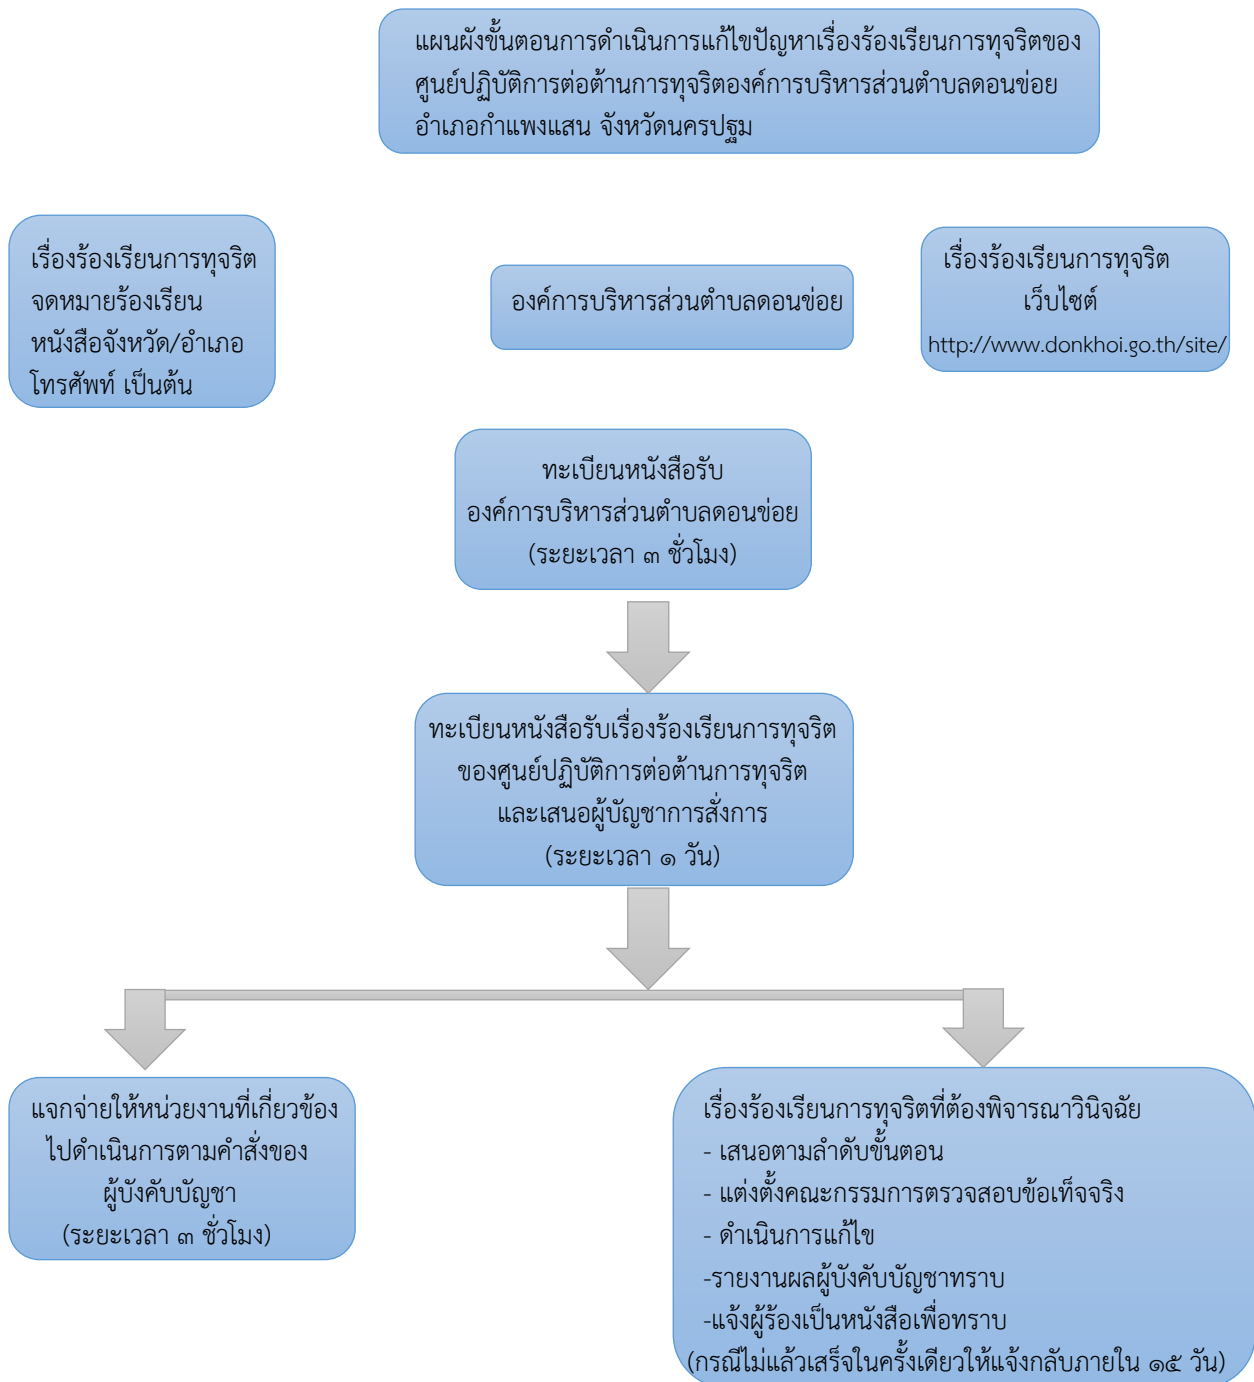 แผนผังขั้นตอนการดำเนินการแก้ไขปัญหาเรื่องร้องเรียนการทุจริตของ
ศูนย์ปฏิบัติการต่อต้านการทุจริตองค์การบริหารส่วนตำบลดอนข่อย
อำเภอกำแพงแสน จังหวัดนครปฐม
เรื่องร้องเรียนการทุจริต
จดหมายร้องเรียน
หนังสือจังหวัด/อำเภอ
โทรศัพท์ เป็นต้น
องค์การบริหารส่วนตำบลดอนข่อย
เรื่องร้องเรียนการทุจริต
เว็บไซต์
http://www.donkhoi.go.th/site/
ทะเบียนหนังสือรับ
องค์การบริหารส่วนตำบลดอนข่อย
(ระยะเวลา ๓ ชั่วโมง)
ทะเบียนหนังสือรับเรื่องร้องเรียนการทุจริต
ของศูนย์ปฏิบัติการต่อต้านการทุจริต
และเสนอผู้บัญชาการสั่งการ
(ระยะเวลา ๑ วัน)
แจกจ่ายให้หน่วยงานที่เกี่ยวข้อง
ไปดำเนินการตามคำสั่งของ
ผู้บังคับบัญชา
(ระยะเวลา ๓ ชั่วโมง)
เรื่องร้องเรียนการทุจริตที่ต้องพิจารณาวินิจฉัย
- เสนอตามลำดับขั้นตอน
- แต่งตั้งคณะกรรมการตรวจสอบข้อเท็จจริง
- ดำเนินการแก้ไข
-รายงานผลผู้บังคับบัญชาทราบ
-แจ้งผู้ร้องเป็นหนังสือเพื่อทราบ
(กรณีไม่แล้วเสร็จในครั้งเดียวให้แจ้งกลับภายใน ๑๕ วัน)